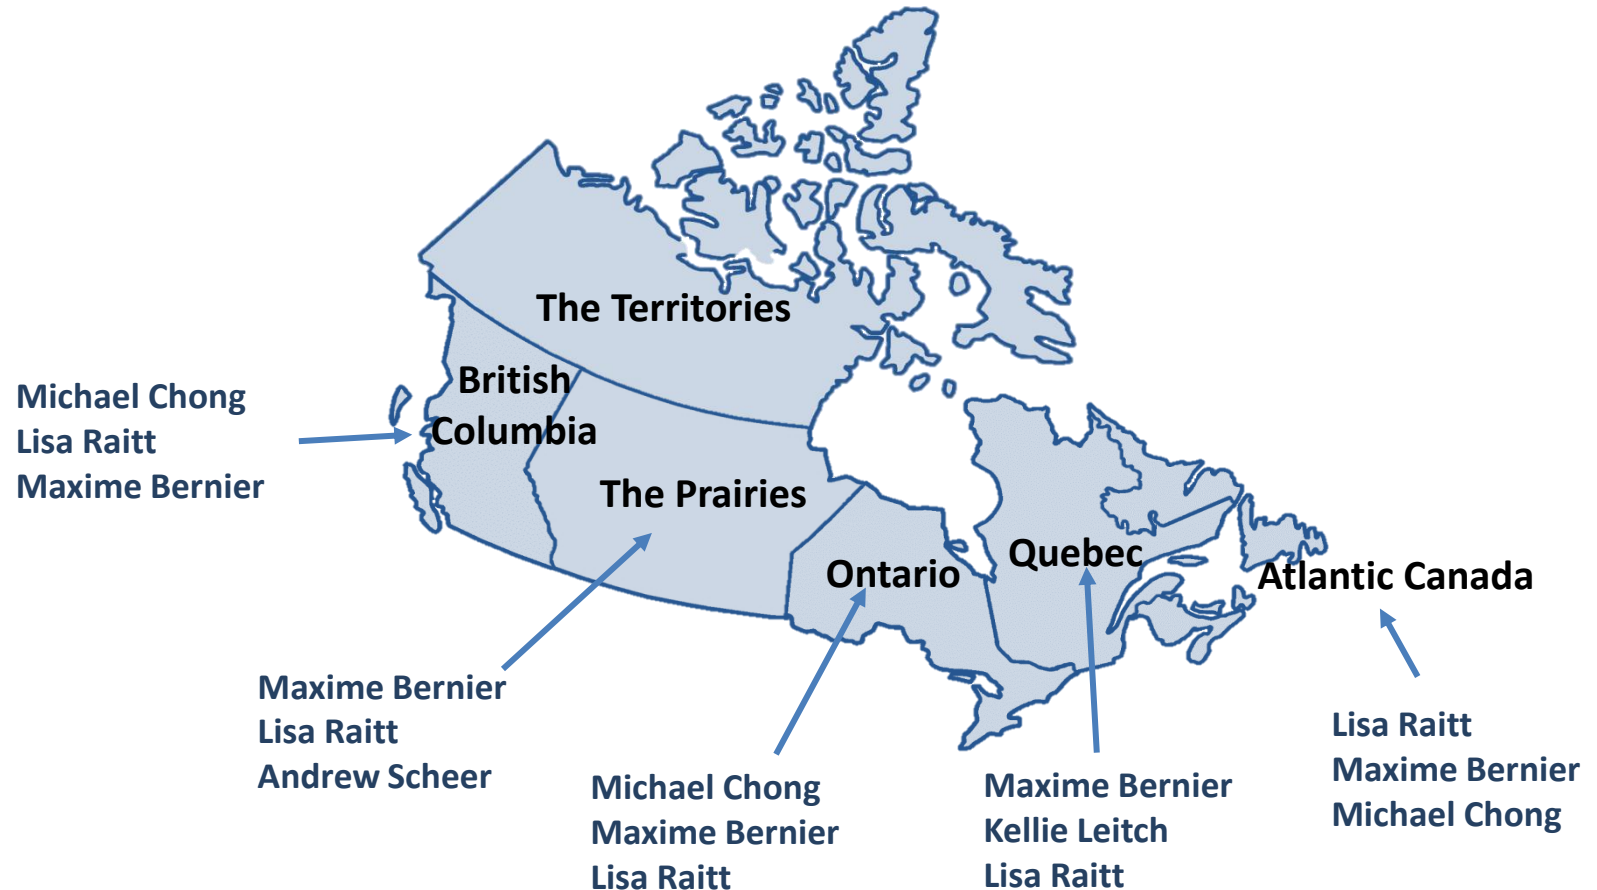 The Territories
British
Columbia
Michael Chong
Lisa Raitt
Maxime Bernier
The Prairies
Maxime Bernier
Lisa Raitt
Andrew Scheer
Ontario
Michael Chong
Maxime Bernier
Lisa Raitt
Quebec
Maxime Bernier
Kellie Leitch
Lisa Raitt
Atlantic Canada
Lisa Raitt
Maxime Bernier
Michael Chong